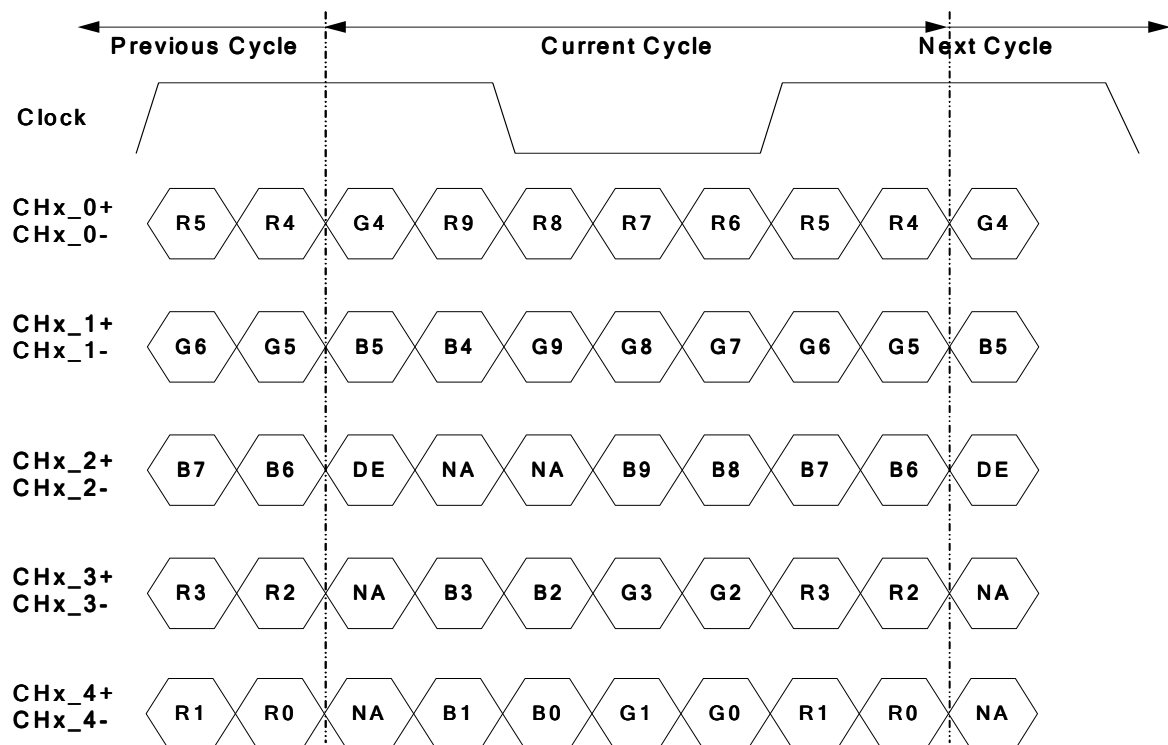 Previous Cycle Current Cycle Next Cycle
Clock
CHx_0+
CHx_0-
R5 R4 G4 R9 R8 R7 R6 R5 R4 G4
CHx_1+
CHx_1-
G6 G5 B5 B4 G9 G8 G7 G6 G5 B5
CHx_2+
CHx_2-
B7 B6 DE NA NA B9 B8 B7 B6 DE
CHx_3+
CHx_3-
R3 R2 NA B3 B2 G3 G2 R3 R2 NA
CHx_4+
CHx_4-
R1 R0 NA B1 B0 G1 G0 R1 R0 NA